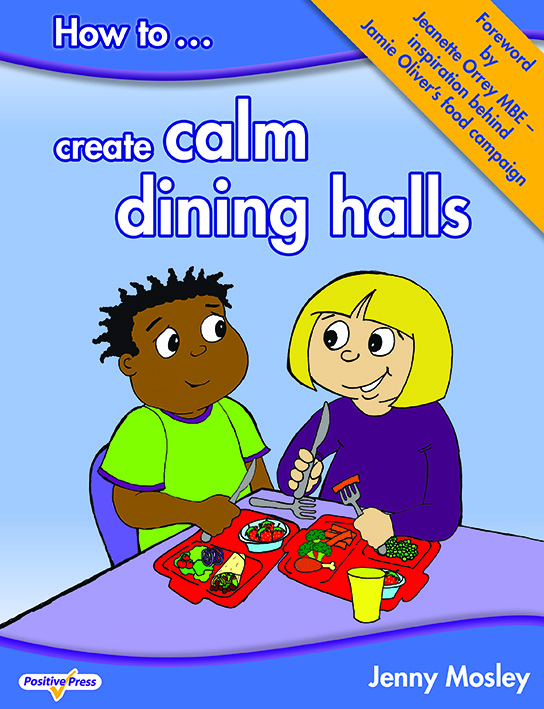 How to ...
Foreword
by
Jeanette Orrey MBE –
inspiration behind
Jamie Oliver's food campaign
create calm
dining halls
Positive Press
Jenny Mosley